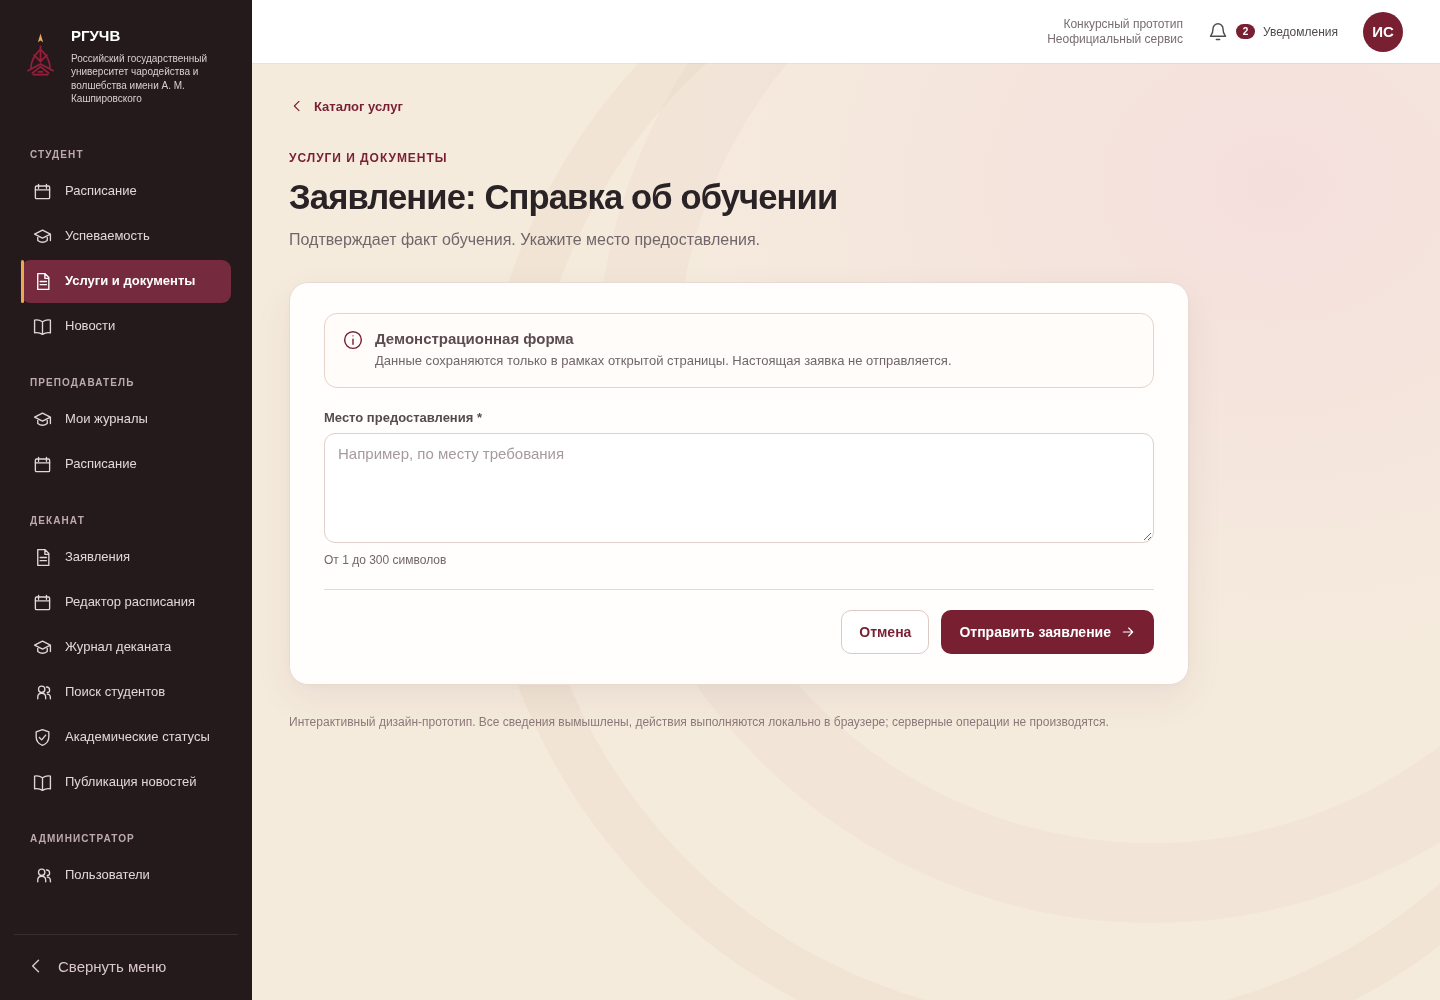 РГУЧВ
Российский государственный
университет чародейства и
волшебства имени А. М.
Кашпировского
СТУДЕНТ
Расписание
Успеваемость
Услуги и документы
Новости
ПРЕПОДАВАТЕЛЬ
Мои журналы
Расписание
ДЕКАНАТ
Заявления
Редактор расписания
Журнал деканата
Поиск студентов
Академические статусы
Публикация новостей
АДМИНИСТРАТОР
Пользователи
Свернуть меню
Конкурсный прототип
Неофициальный сервис
2 Уведомления
ИС
Каталог услуг
УСЛУГИ И ДОКУМЕНТЫ
Заявление: Справка об обучении
Подтверждает факт обучения. Укажите место предоставления.
Демонстрационная форма
Данные сохраняются только в рамках открытой страницы. Настоящая заявка не отправляется.
Место предоставления *
Например, по месту требования
От 1 до 300 символов
Отмена
Отправить заявление
Интерактивный дизайн-прототип. Все сведения вымышлены, действия выполняются локально в браузере; серверные операции не производятся.